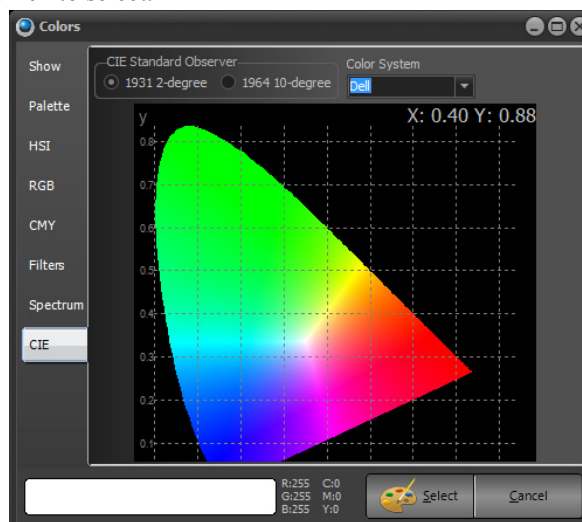 Colors
Show
Palette
HSI
RGB
CMY
Filters
Spectrum
CIE
CIE Standard Observer
1931 2-degree
1964 10-degree
Color System
Dell
X: 0.40 Y: 0.88
y
0.8
0.7
0.6
0.5
0.4
0.3
0.2
0.1
R:255 C:0
G:255 M:0
B:255 Y:0
Select
Cancel